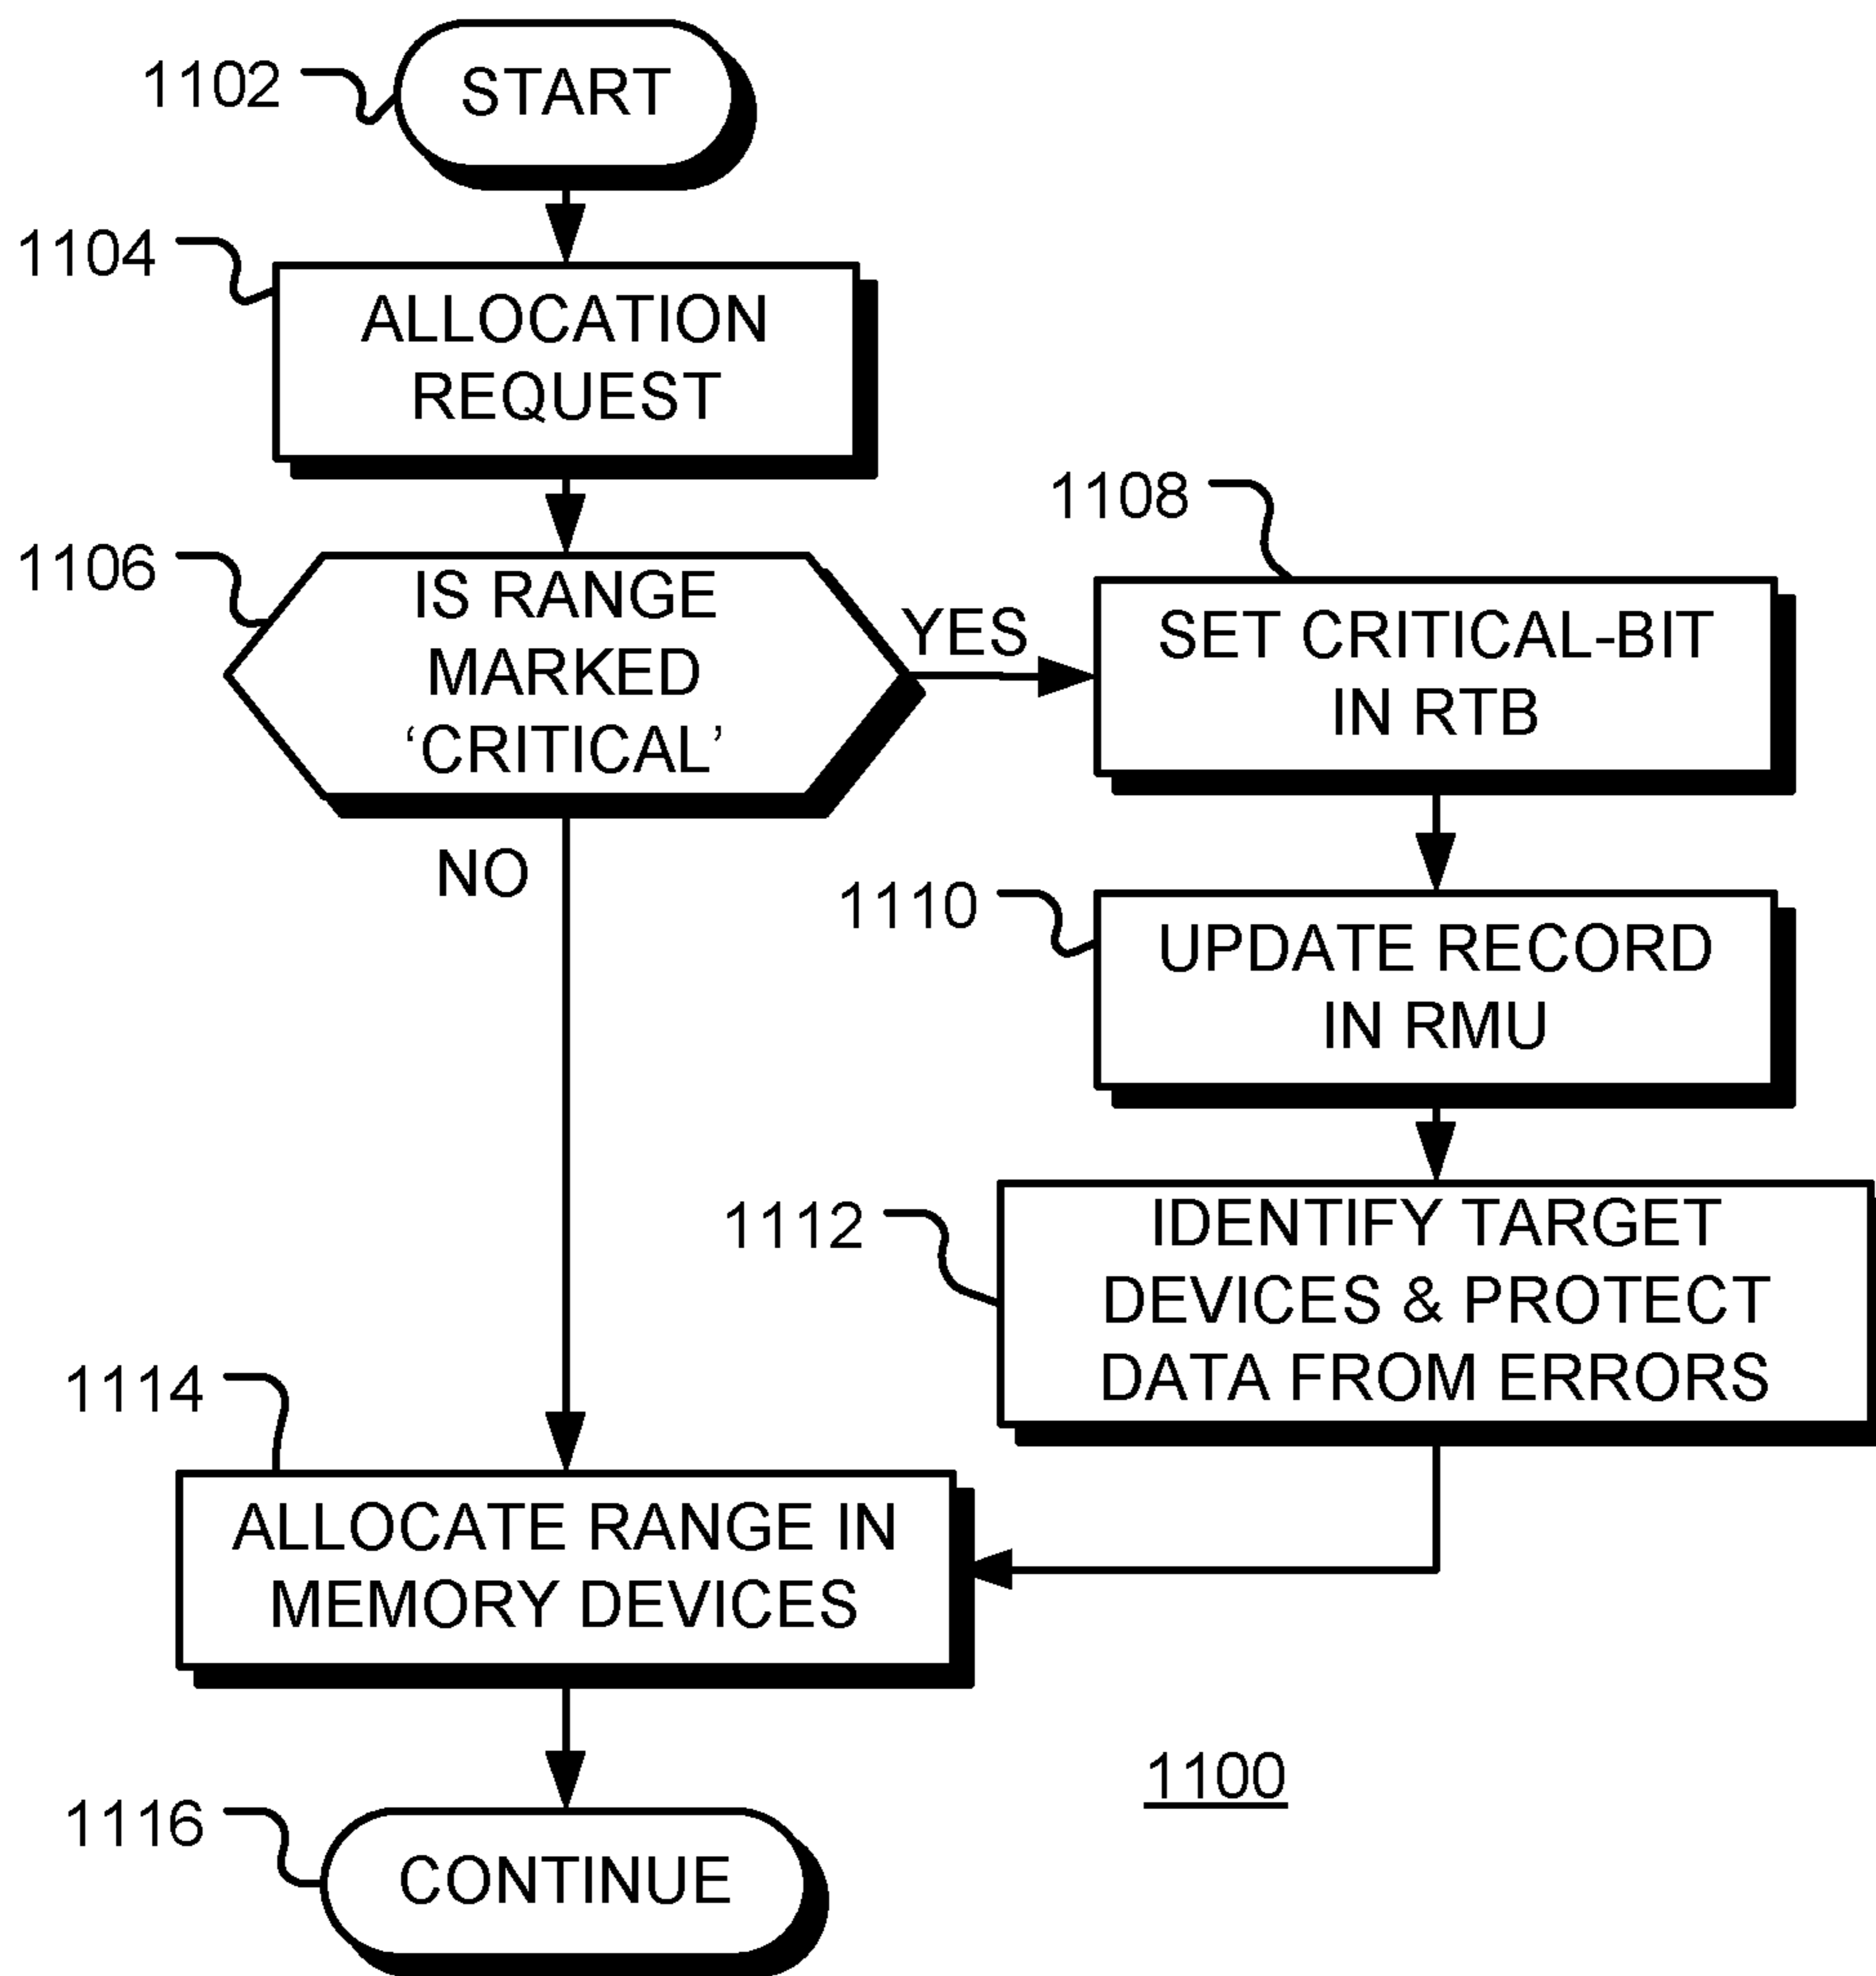 1102
START
1104
ALLOCATION
REQUEST
1106
IS RANGE
MARKED
‘CRITICAL’
YES
NO
1108
SET CRITICAL-BIT
IN RTB
1110
UPDATE RECORD
IN RMU
1112
IDENTIFY TARGET
DEVICES & PROTECT
DATA FROM ERRORS
1114
ALLOCATE RANGE IN
MEMORY DEVICES
1116
CONTINUE
1100